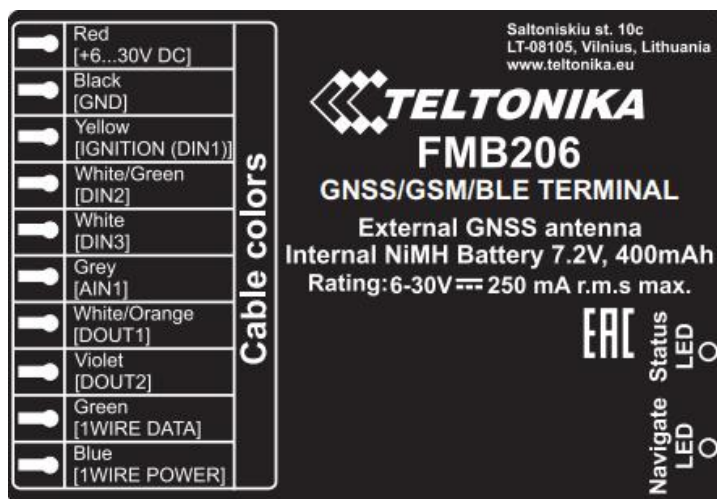 Red
[+6...30V DC]
Black
[GND]
Yellow
[IGNITION (DIN1)]
White/Green
[DIN2]
White
[DIN3]
Grey
[AIN1]
White/Orange
[DOUT1]
Violet
[DOUT2]
Green
[1WIRE DATA]
Blue
[1WIRE POWER]
Cable colors
Saltoniskiu st. 10c
LT-08105, Vilnius, Lithuania
www.teltonika.eu
TELTONIKA
FMB206
GNSS/GSM/BLE TERMINAL
External GNSS antenna
Internal NiMH Battery 7.2V, 400mAh
Rating: 6-30V⎓250 mA r.m.s max.
EAC
Status
LED
Navigate
LED